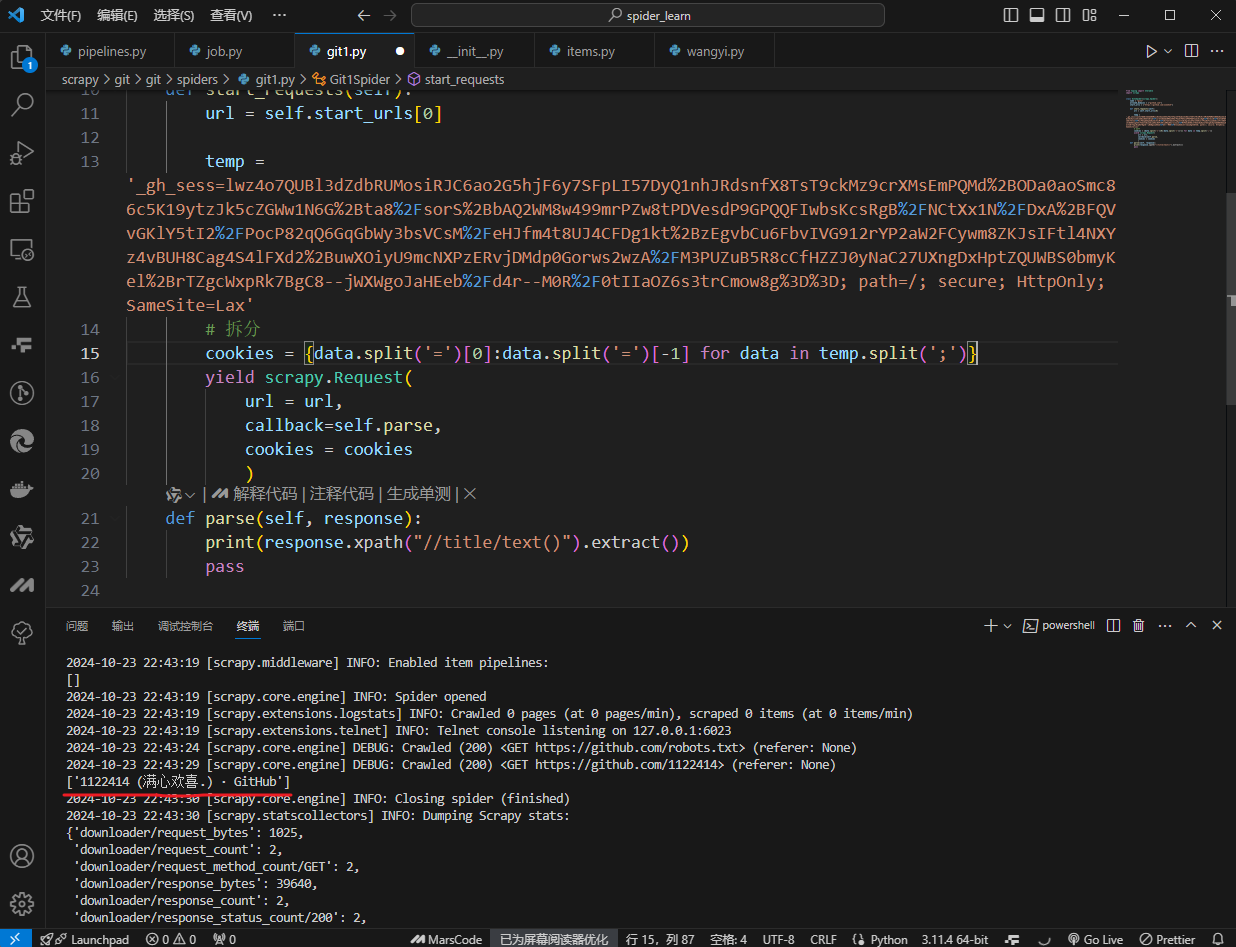 文件(F) 编辑(E) 选择(S) 查看(V) ··· spider_learn
1
pipelines.py job.py git1.py __init__.py items.py wangyi.py
scrapy > git > git > spiders > git1.py > Git1Spider > start_requests
10 def start_requests(self):
11 url = self.start_urls[0]
12
13 temp =
'_gh_sess=lwz4o7QUBl3dZdbRUMosiRJC6ao2G5hjF6y7SFpLI57DyQ1nhJRdsnfX8TsT9ckMz9crXMsEmPQMd%2BODa0aoSmc8
6c5K19ytzJk5cZGWw1N6G%2Bta8%2FsorS%2BbAQ2WM8w499mrPZw8tPDVesdP9GPQQFIwbsKcsRgB%2FNCtXx1N%2FDxA%2BFQV
vGKlY5tI2%2FPocP82qQ6GqGbWy3bsVCsM%2FeHJfm4t8UJ4CFDg1kt%2BzEgvbCu6FbvIVG912rYP2aW2FCywm8ZKJsIFtl4NXY
z4vBUH8Cag4S4lFXd2%2BuwXOiyU9mcNXPzERvjDMdp0Gorws2wzA%2FM3PUZuB5R8cCfHZZJ0yNaC27UXngDxHptZQUWBS0bmyK
el%2BrTZgcWxpRk7BgC8--jWXWgoJaHEeb%2Fd4r--M0R%2F0tIIaOZ6s3trCmow8g%3D%3D; path=/; secure; HttpOnly;
SameSite=Lax'
14 # 拆分
15 cookies = {data.split('=')[0]:data.split('=')[-1] for data in temp.split(';')}
16 yield scrapy.Request(
17 url = url,
18 callback=self.parse,
19 cookies = cookies
20 )
| 解释代码 | 注释代码 | 生成单测 |
21 def parse(self, response):
22 print(response.xpath("//title/text()").extract())
23 pass
24
问题 输出 调试控制台 终端 端口 powershell ···
2024-10-23 22:43:19 [scrapy.middleware] INFO: Enabled item pipelines:
[]
2024-10-23 22:43:19 [scrapy.core.engine] INFO: Spider opened
2024-10-23 22:43:19 [scrapy.extensions.logstats] INFO: Crawled 0 pages (at 0 pages/min), scraped 0 items (at 0 items/min)
2024-10-23 22:43:19 [scrapy.extensions.telnet] INFO: Telnet console listening on 127.0.0.1:6023
2024-10-23 22:43:24 [scrapy.core.engine] DEBUG: Crawled (200) <GET https://github.com/robots.txt> (referer: None)
2024-10-23 22:43:29 [scrapy.core.engine] DEBUG: Crawled (200) <GET https://github.com/1122414> (referer: None)
['1122414 (满心欢喜.) · GitHub']
2024-10-23 22:43:30 [scrapy.core.engine] INFO: Closing spider (finished)
2024-10-23 22:43:30 [scrapy.statscollectors] INFO: Dumping Scrapy stats:
{'downloader/request_bytes': 1025,
'downloader/request_count': 2,
'downloader/request_method_count/GET': 2,
'downloader/response_bytes': 39640,
'downloader/response_count': 2,
'downloader/response_status_count/200': 2,
Launchpad 0 0 0 MarsCode 已为屏幕阅读器优化 行 15，列 87 空格: 4 UTF-8 CRLF Python 3.11.4 64-bit Go Live Prettier